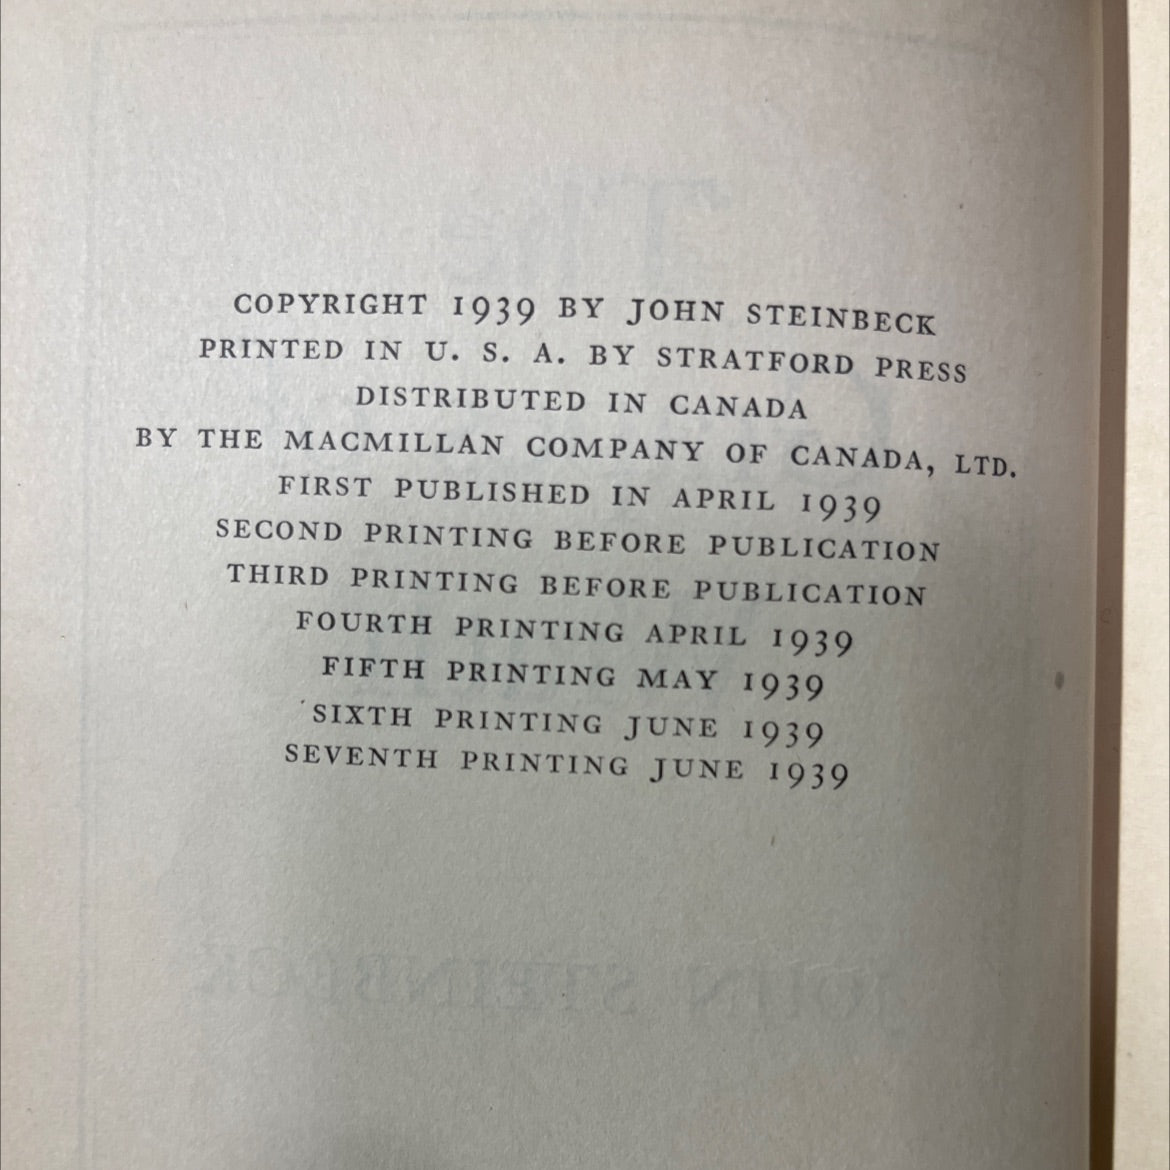 COPYRIGHT 1939 BY JOHN STEINBECK
PRINTED IN U. S. A. BY STRATFORD PRESS
DISTRIBUTED IN CANADA
BY THE MACMILLAN COMPANY OF CANADA, LTD.
FIRST PUBLISHED IN APRIL 1939
SECOND PRINTING BEFORE PUBLICATION
THIRD PRINTING BEFORE PUBLICATION
FOURTH PRINTING APRIL 1939
FIFTH PRINTING MAY 1939
SIXTH PRINTING JUNE 1939
SEVENTH PRINTING JUNE 1939
JOHN STEINBECK